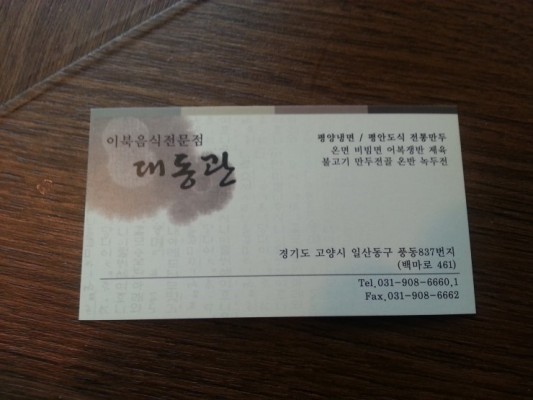 이북음식전문점
대동관
평양냉면 / 평안도식 전통만두
온면 비빔면 어복쟁반 제육
불고기 만두전골 온반 녹두전
경기도 고양시 일산동구 풍동837번지
(백마로 461)
Tel.031-908-6660,1
Fax.031-908-6662